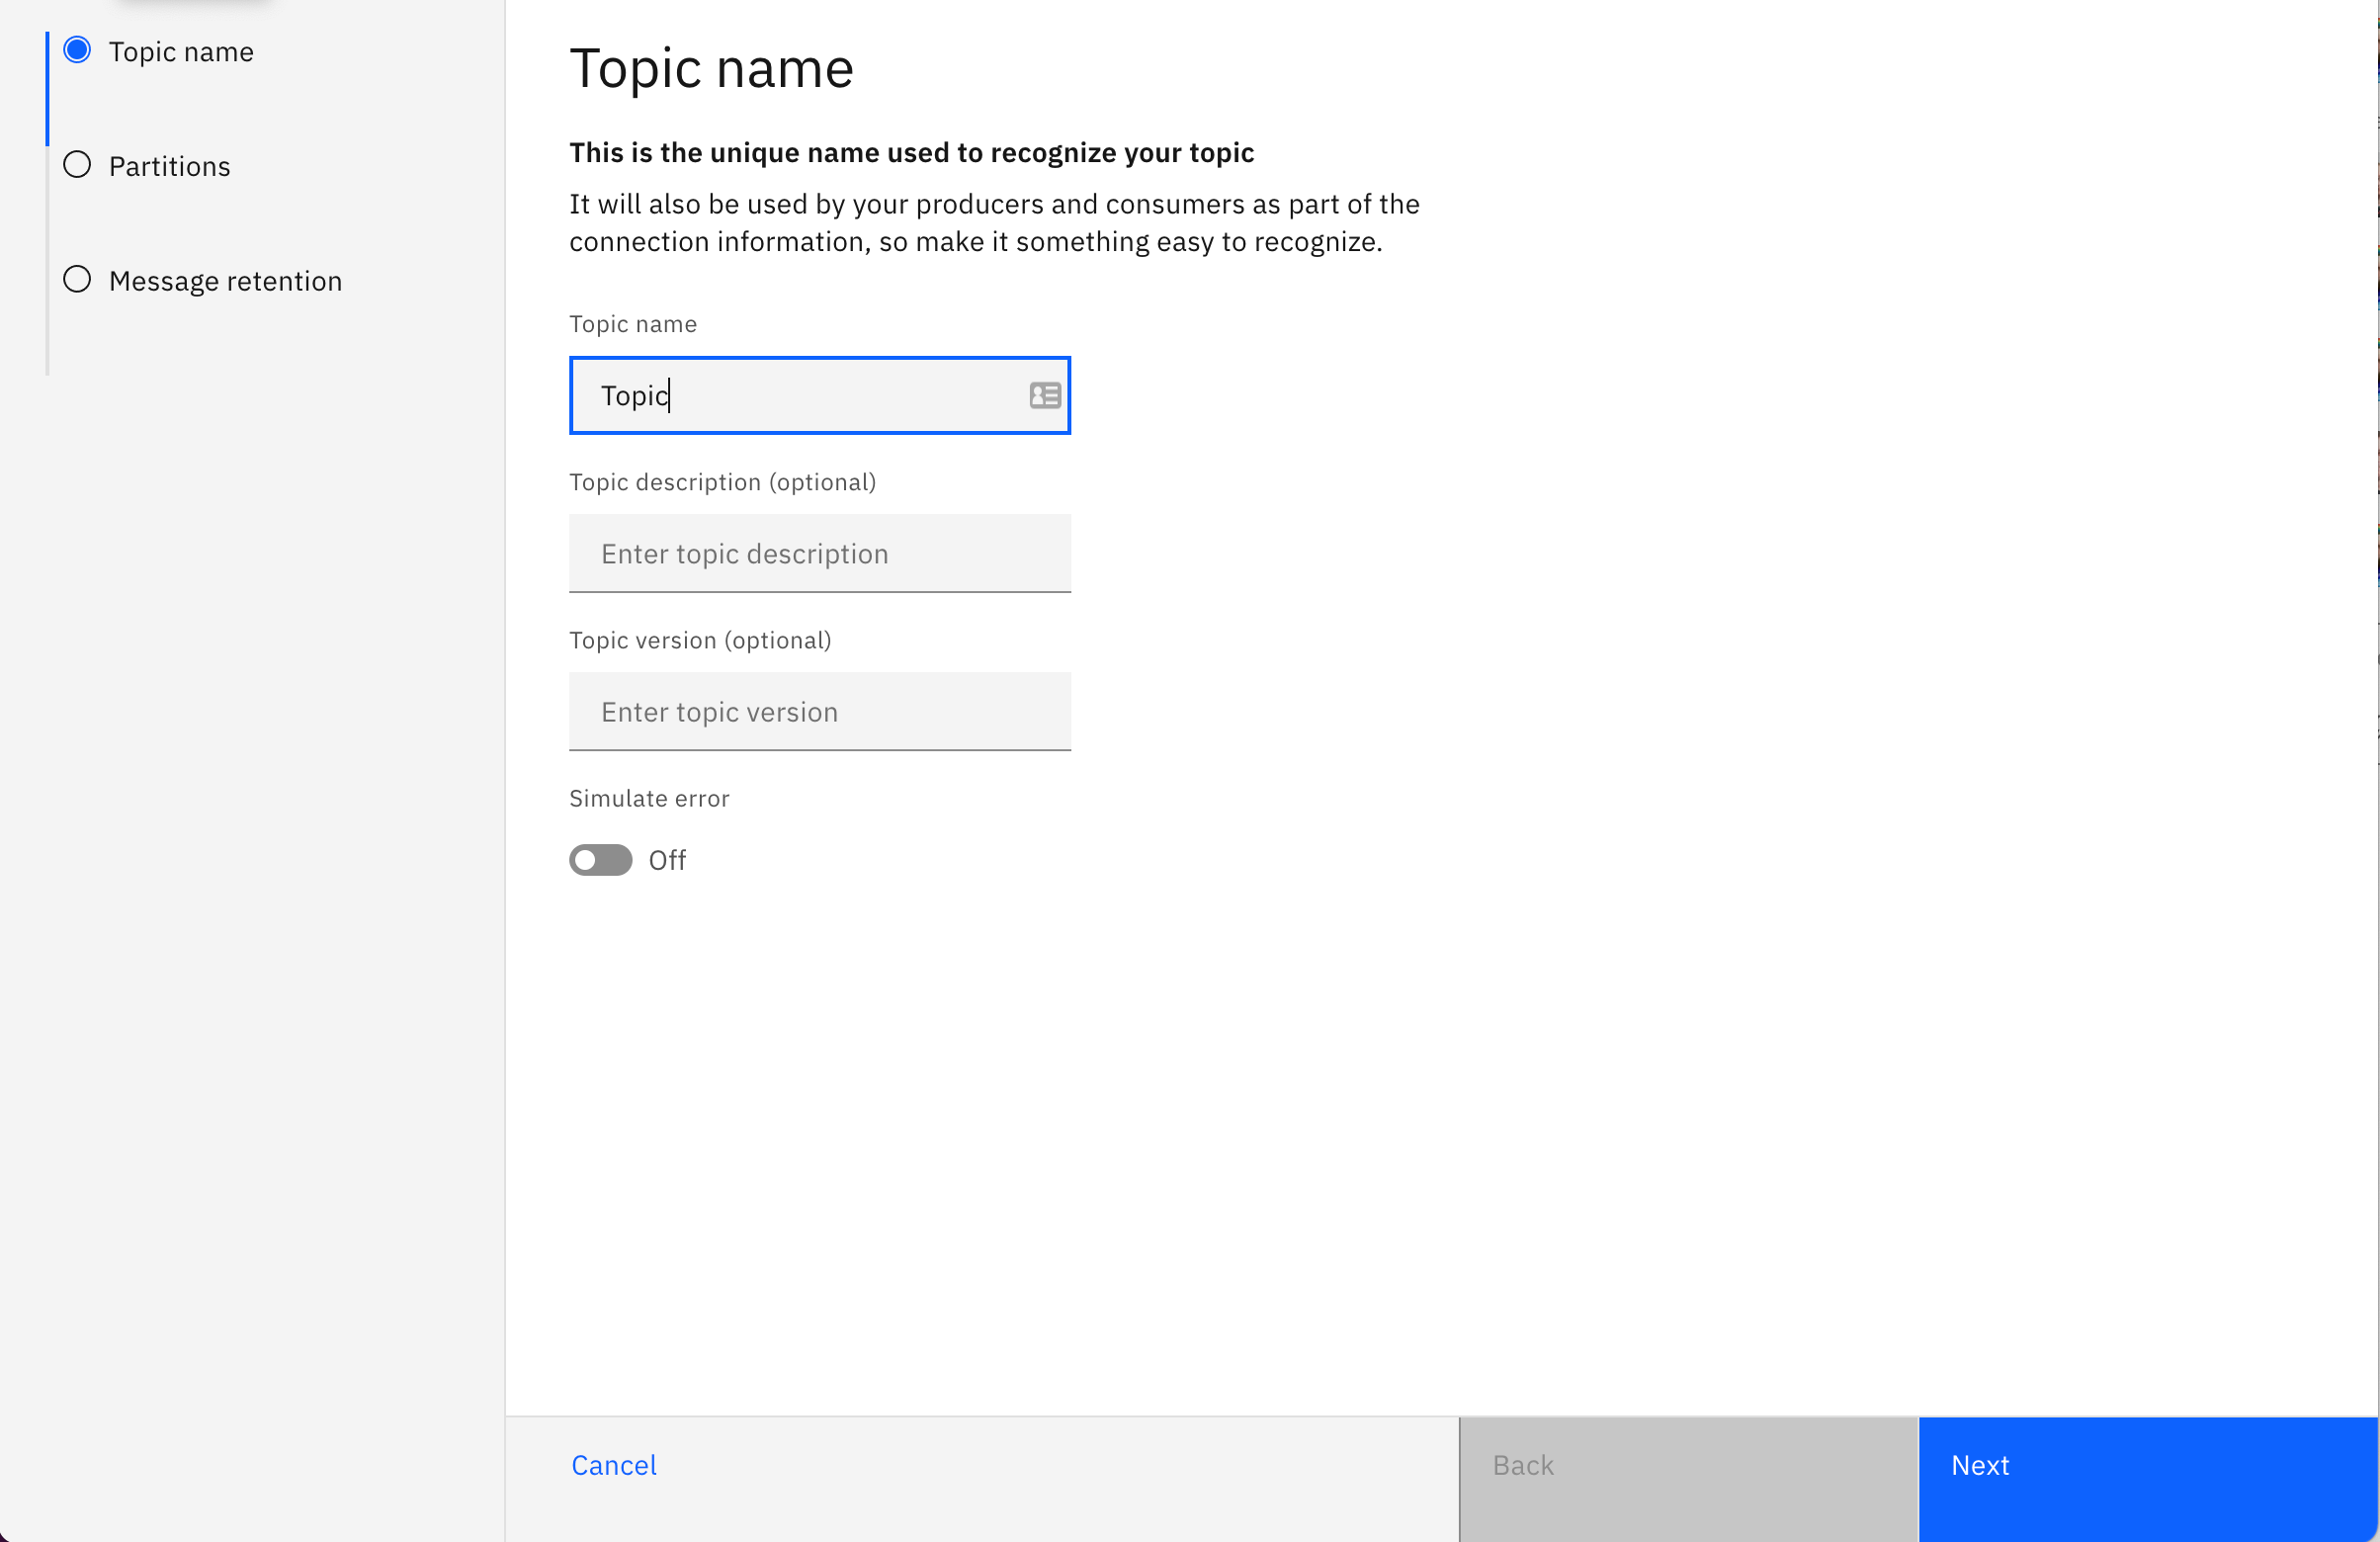 Topic name
Partitions
Message retention
Topic name
This is the unique name used to recognize your topic
It will also be used by your producers and consumers as part of the
connection information, so make it something easy to recognize.
Topic name
Topic
Topic description (optional)
Enter topic description
Topic version (optional)
Enter topic version
Simulate error
Off
Cancel
Back
Next